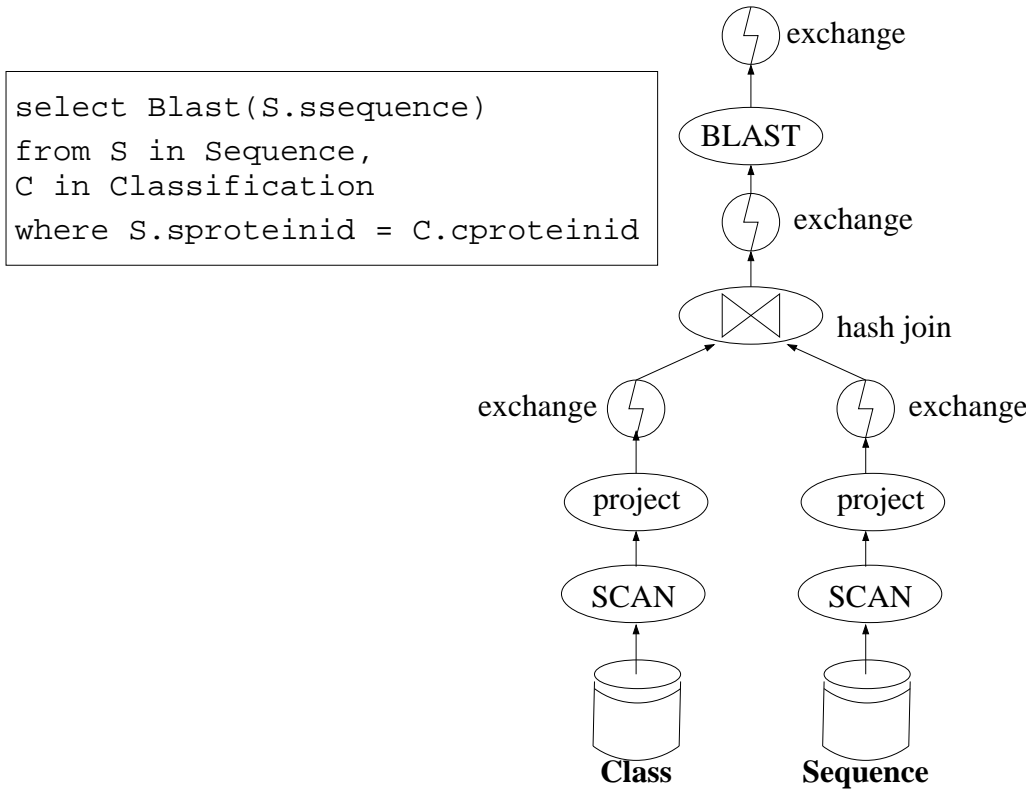 exchange
select Blast(S.ssequence)
from S in Sequence,
C in Classification
where S.sproteinid = C.cproteinid
BLAST
exchange
hash join
exchange
exchange
project
project
SCAN
SCAN
Class
Sequence